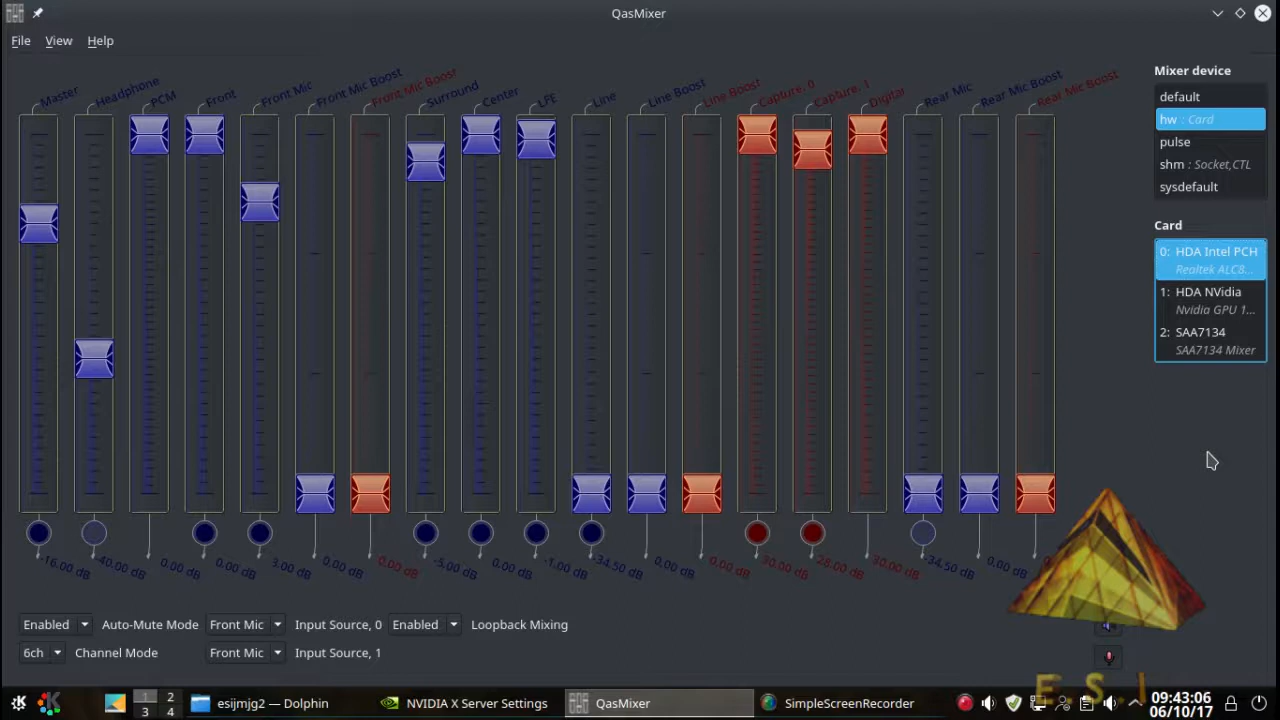 QasMixer
File View Help
Master Headphone PCM Front Front Mic Front Mic Boost Front Mic Boost Surround Center LFE Line Line Boost Line Boost Capture, 0 Capture, 1 Digital Rear Mic Rear Mic Boost Rear Mic Boost
Mixer device
default
hw : Card
pulse
shm : Socket,CTL
sysdefault
Card
0: HDA Intel PCH
Realtek ALC8...
1: HDA NVidia
Nvidia GPU 1...
2: SAA7134
SAA7134 Mixer
-16.00 dB -40.00 dB 0.00 dB 0.00 dB 3.00 dB 0.00 dB 0.00 dB -5.00 dB 0.00 dB -1.00 dB -34.50 dB 0.00 dB 0.00 dB 30.00 dB 28.00 dB 30.00 dB -34.50 dB 0.00 dB
Enabled Auto-Mute Mode Front Mic Input Source, 0 Enabled Loopback Mixing
6ch Channel Mode Front Mic Input Source, 1
E.S.I
1 2
3 4
esijmjg2 — Dolphin NVIDIA X Server Settings QasMixer SimpleScreenRecorder
09:43:06
06/10/17